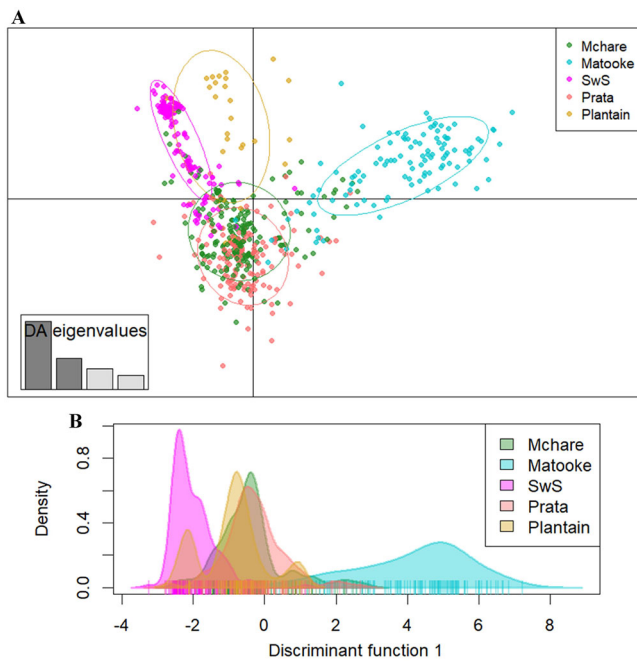 A
Mchare
Matooke
SwS
Prata
Plantain
DA eigenvalues
B
Mchare
Matooke
SwS
Prata
Plantain
Density
0.8
0.4
0.0
-4 -2 0 2 4 6 8
Discriminant function 1